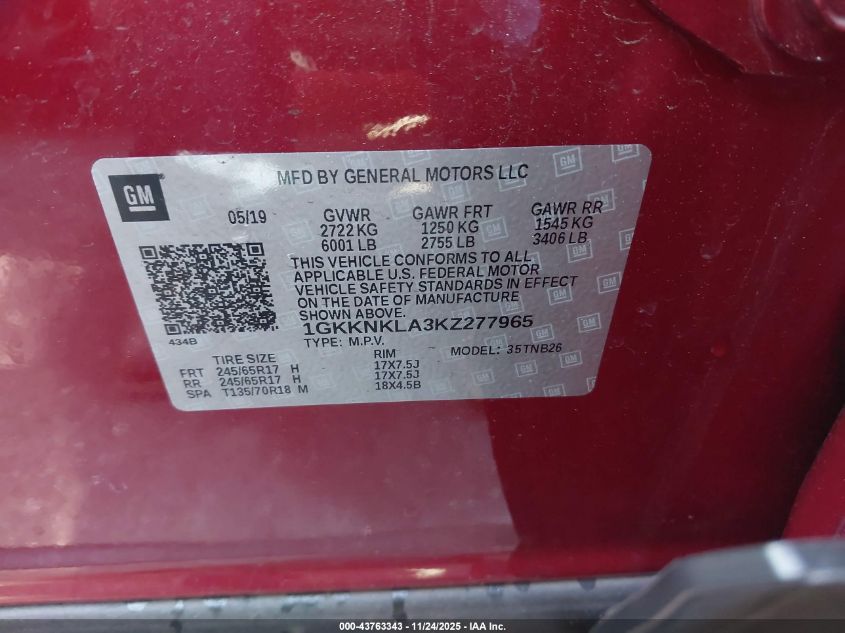 MFD BY GENERAL MOTORS LLC
GM
05/19 GVWR GAWR FRT GAWR RR
2722 KG 1250 KG 1545 KG
6001 LB 2755 LB 3406 LB
THIS VEHICLE CONFORMS TO ALL
APPLICABLE U.S. FEDERAL MOTOR
VEHICLE SAFETY STANDARDS IN EFFECT
ON THE DATE OF MANUFACTURE
SHOWN ABOVE.
434B
1GKKNKLA3KZ277965
TYPE: M.P.V. MODEL: 35TNB26
TIRE SIZE RIM
FRT 245/65R17 H 17X7.5J
RR 245/65R17 H 17X7.5J
SPA T135/70R18 M 18X4.5B
000-43763343 - 11/24/2025 - IAA Inc.